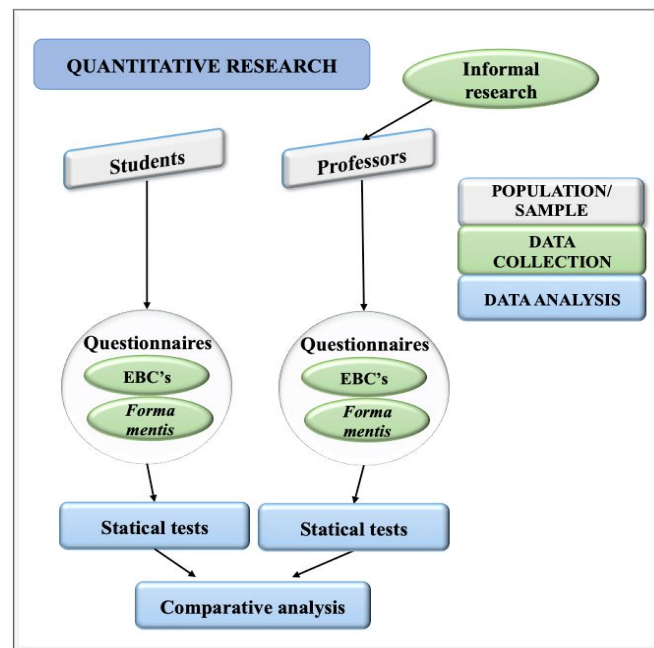 QUANTITATIVE RESEARCH
Informal
research
Students
Professors
POPULATION/
SAMPLE
DATA
COLLECTION
DATA ANALYSIS
Questionnaires
EBC's
Forma
mentis
Questionnaires
EBC's
Forma
mentis
Statical tests
Statical tests
Comparative analysis